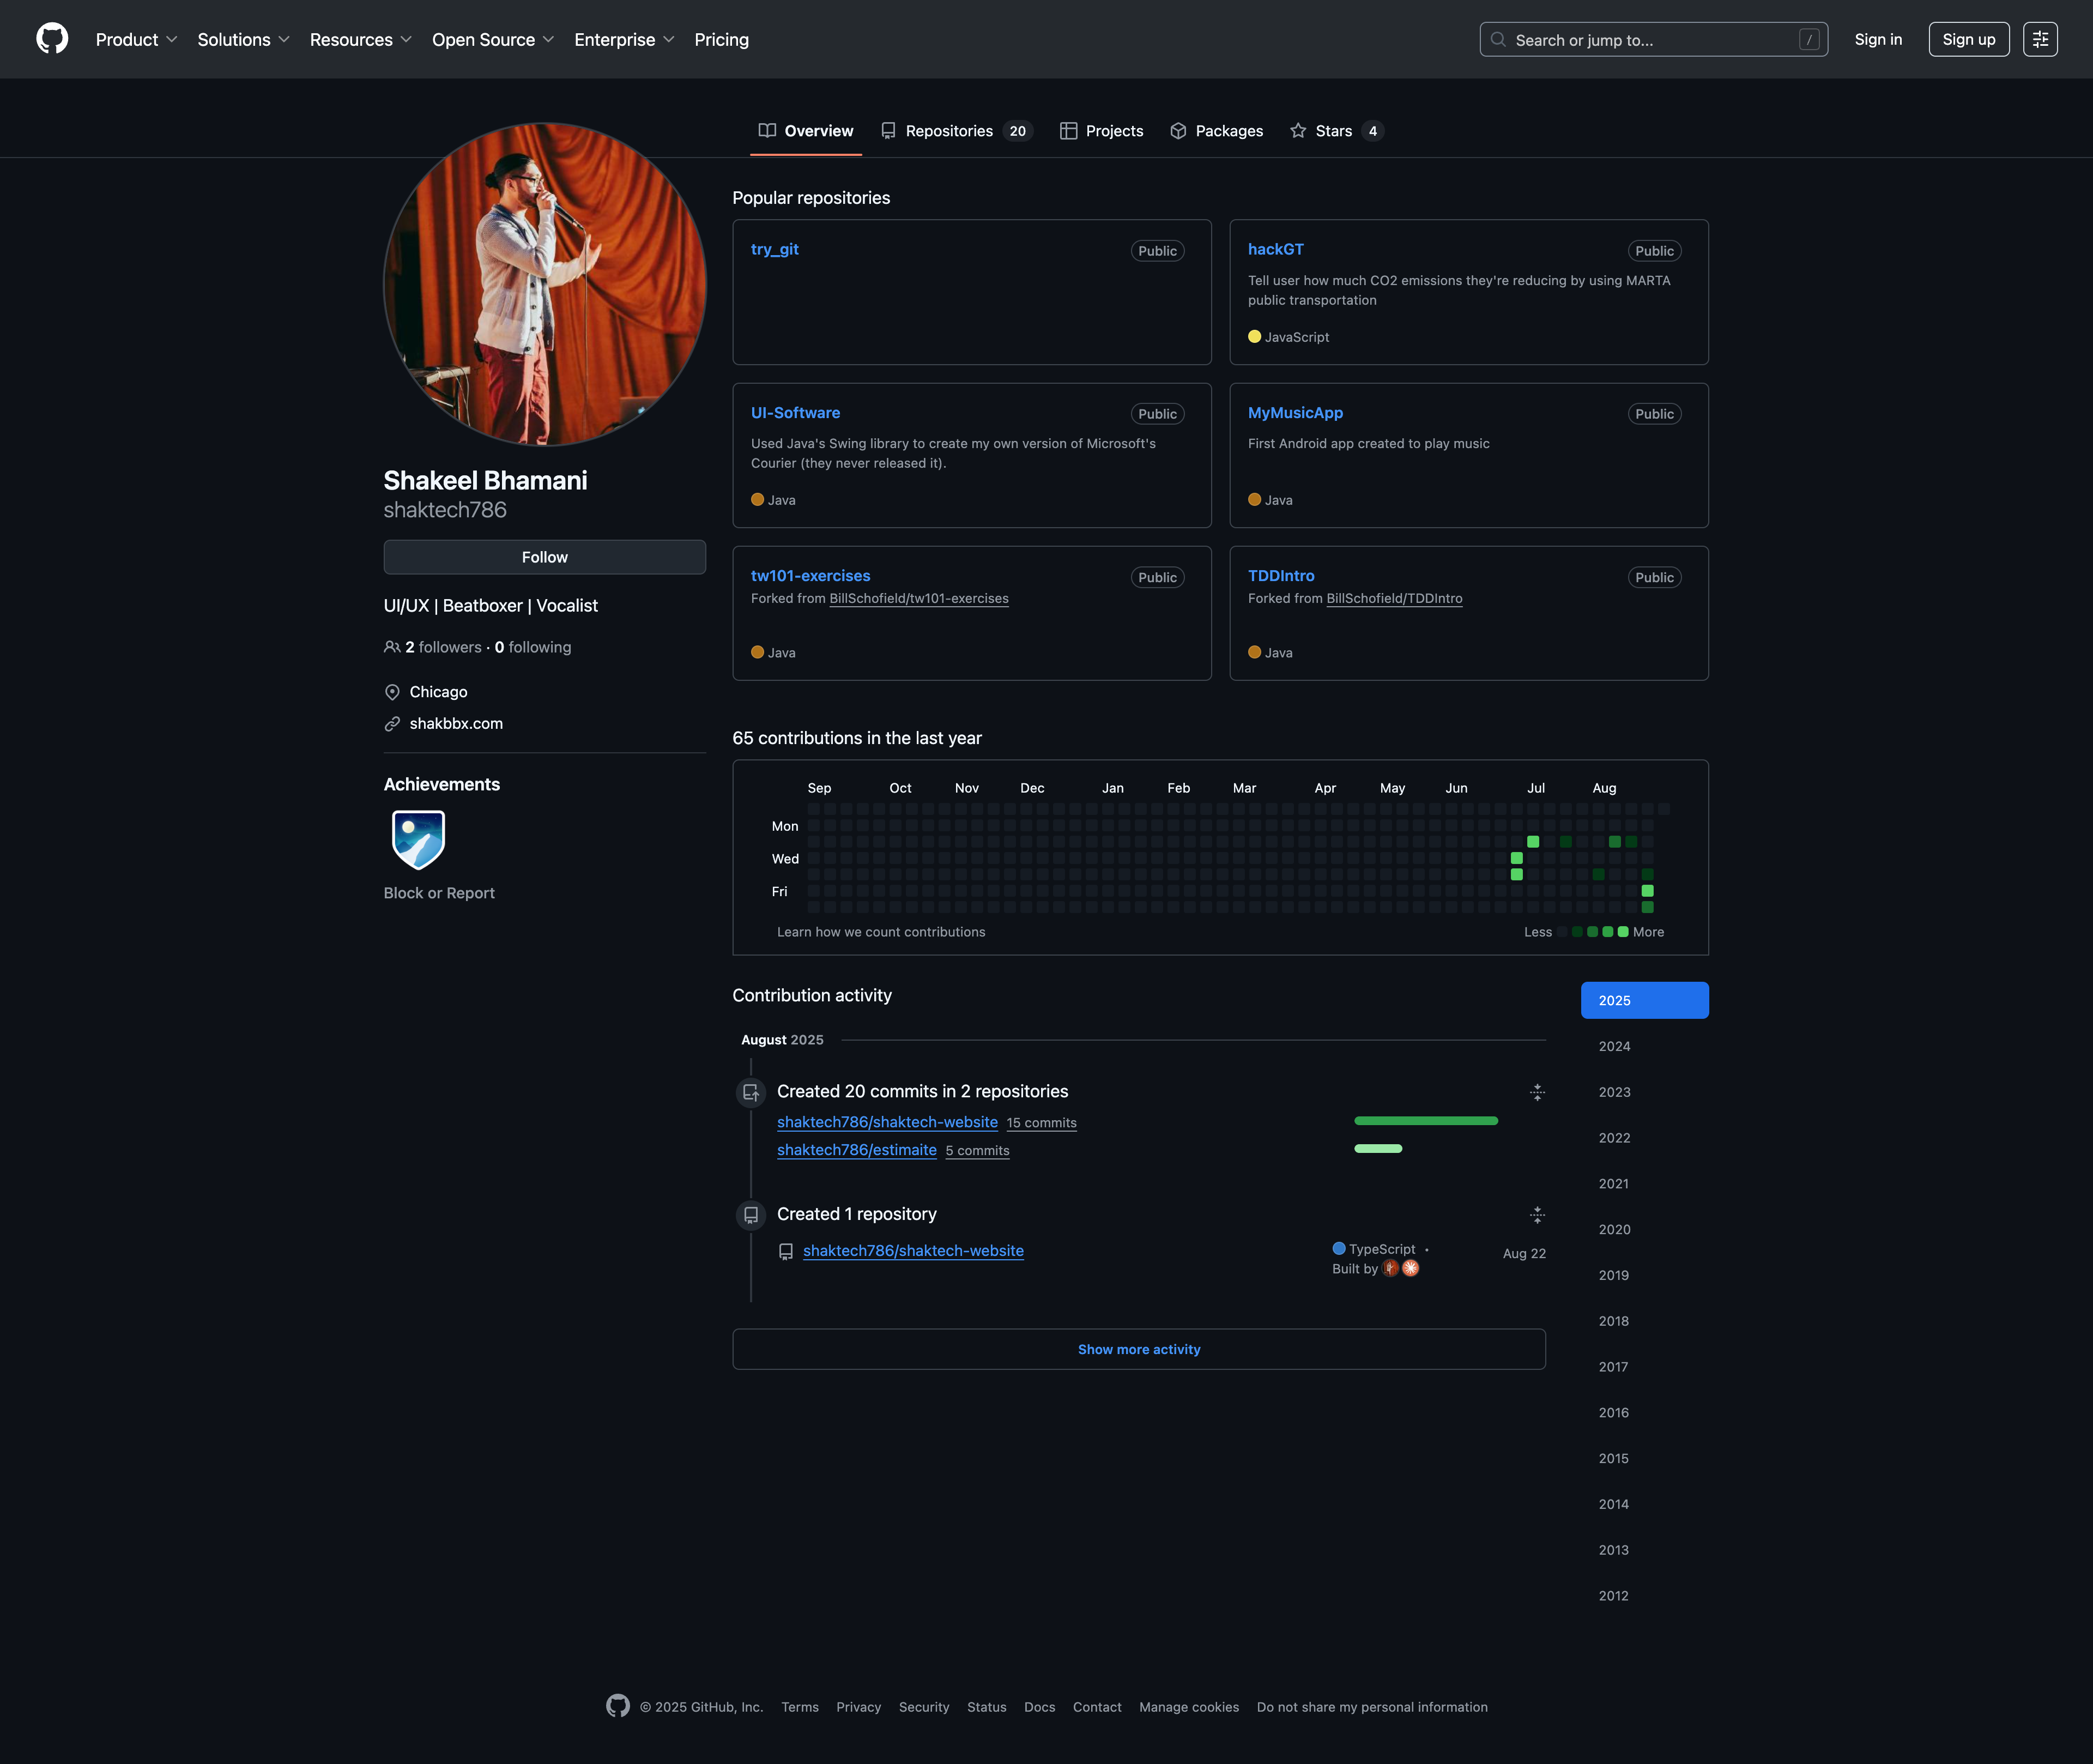 Product
Solutions
Resources
Open Source
Enterprise
Pricing
Search or jump to...
/
Sign in
Sign up
Overview
Repositories 20
Projects
Packages
Stars 4
Shakeel Bhamani
shaktech786
Follow
UI/UX | Beatboxer | Vocalist
2 followers · 0 following
Chicago
shakbbx.com
Achievements
Block or Report
Popular repositories
try_git
Public
hackGT
Public
Tell user how much CO2 emissions they're reducing by using MARTA
public transportation
JavaScript
UI-Software
Public
Used Java's Swing library to create my own version of Microsoft's
Courier (they never released it).
Java
MyMusicApp
Public
First Android app created to play music
Java
tw101-exercises
Public
Forked from BillSchofield/tw101-exercises
Java
TDDIntro
Public
Forked from BillSchofield/TDDIntro
Java
65 contributions in the last year
Sep Oct Nov Dec Jan Feb Mar Apr May Jun Jul Aug
Mon
Wed
Fri
Learn how we count contributions
Less More
Contribution activity
August 2025
Created 20 commits in 2 repositories
shaktech786/shaktech-website 15 commits
shaktech786/estimaite 5 commits
Created 1 repository
shaktech786/shaktech-website
TypeScript •
Built by
Aug 22
Show more activity
2025
2024
2023
2022
2021
2020
2019
2018
2017
2016
2015
2014
2013
2012
© 2025 GitHub, Inc.
Terms
Privacy
Security
Status
Docs
Contact
Manage cookies
Do not share my personal information